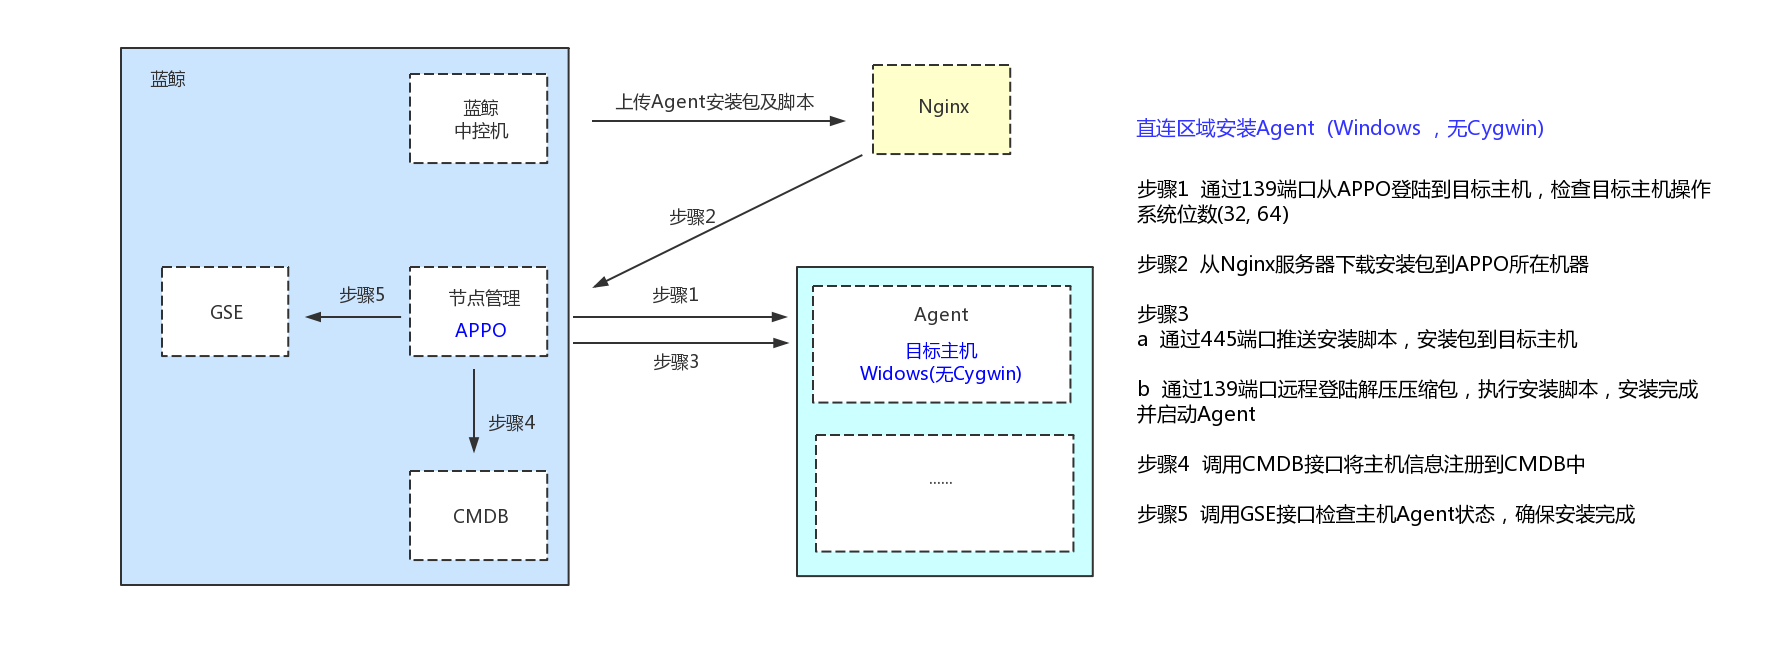 蓝鲸
蓝鲸
中控机
上传Agent安装包及脚本
Nginx
步骤2
GSE
步骤5
节点管理
APPO
步骤1
步骤3
Agent
目标主机
Widows(无Cygwin)
步骤4
CMDB
......
直连区域安装Agent (Windows ，无Cygwin)
步骤1 通过139端口从APPO登陆到目标主机，检查目标主机操作
系统位数(32, 64)
步骤2 从Nginx服务器下载安装包到APPO所在机器
步骤3
a 通过445端口推送安装脚本，安装包到目标主机
b 通过139端口远程登陆解压压缩包，执行安装脚本，安装完成
并启动Agent
步骤4 调用CMDB接口将主机信息注册到CMDB中
步骤5 调用GSE接口检查主机Agent状态，确保安装完成